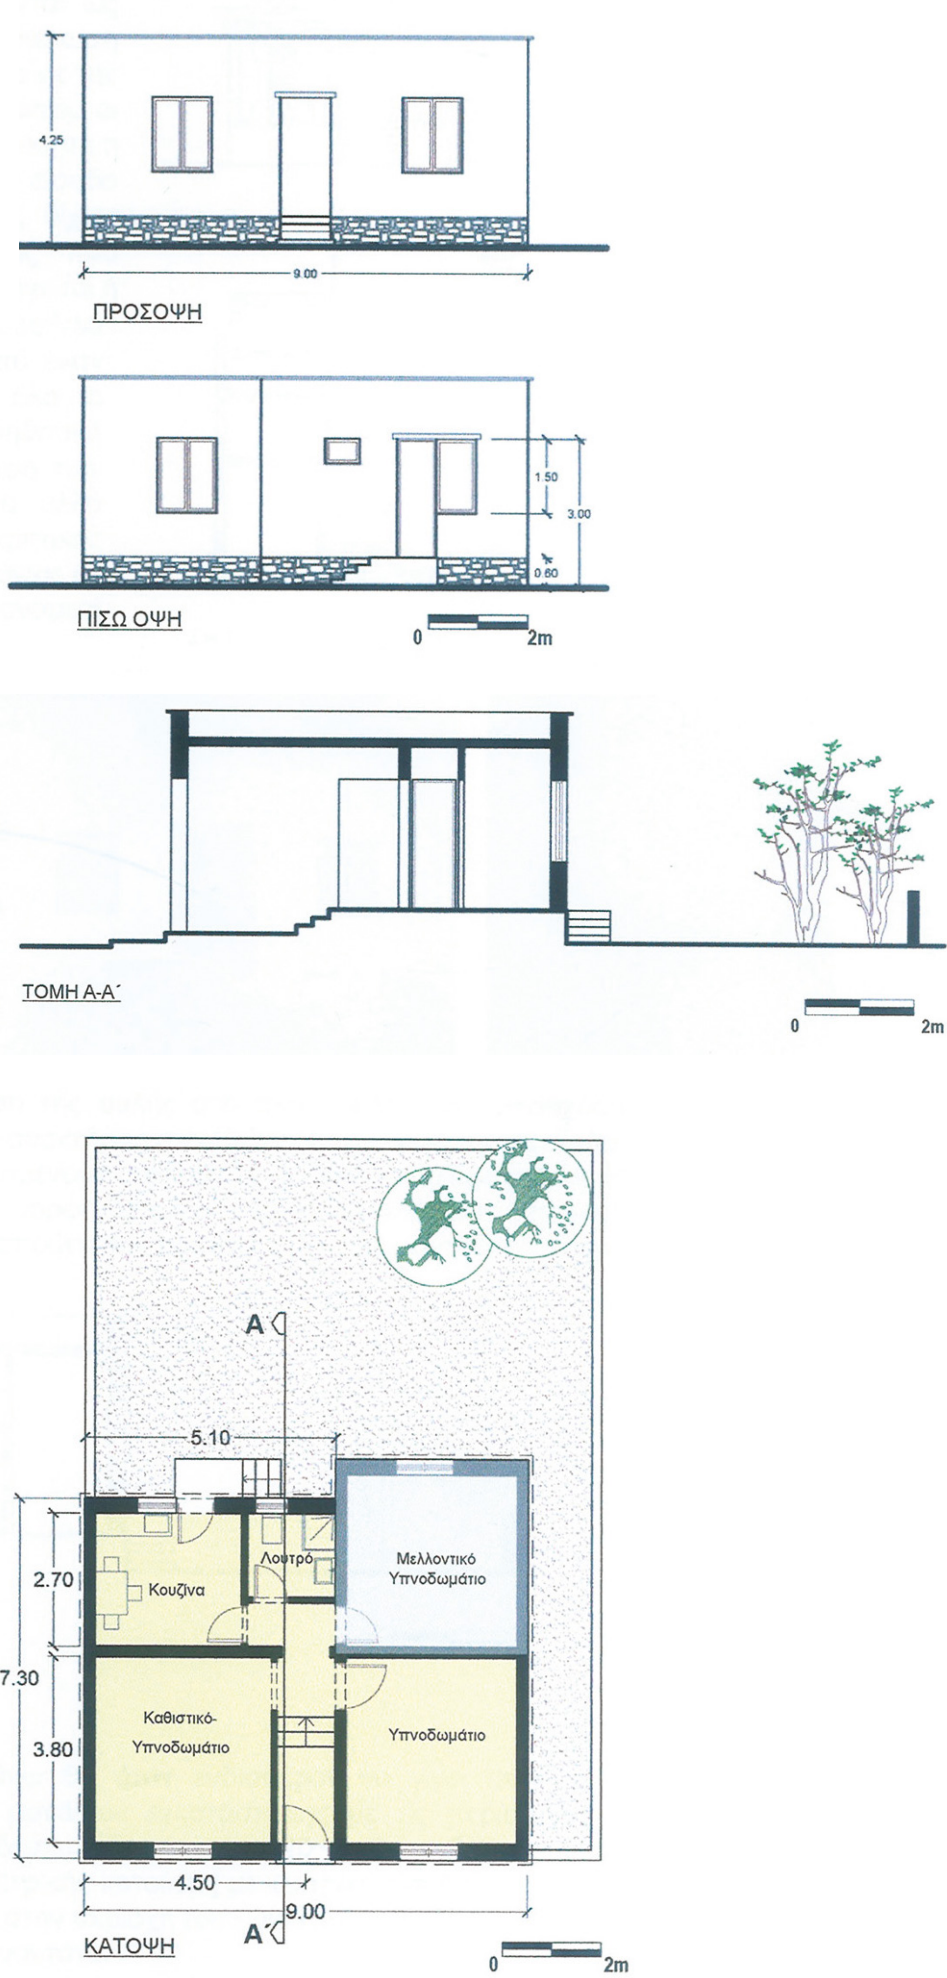 4.25
9.00
ΠΡΟΣΟΨΗ
1.50
3.00
0.60
ΠΙΣΩ ΟΨΗ
0 2m
ΤΟΜΗ Α-Α´
0 2m
A
5.10
Λουτρό
Μελλοντικό
Υπνοδωμάτιο
2.70
Κουζίνα
7.30
Καθιστικό-
Υπνοδωμάτιο
Υπνοδωμάτιο
3.80
4.50
9.00
A´
ΚΑΤΟΨΗ
0 2m